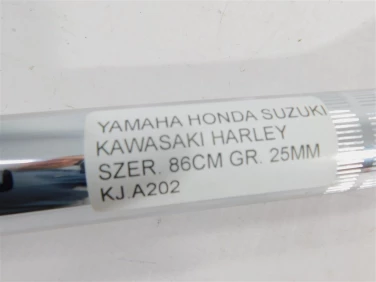 YAMAHA HONDA SUZUKI
KAWASAKI HARLEY
SZER. 86CM GR. 25MM
KJ.A202